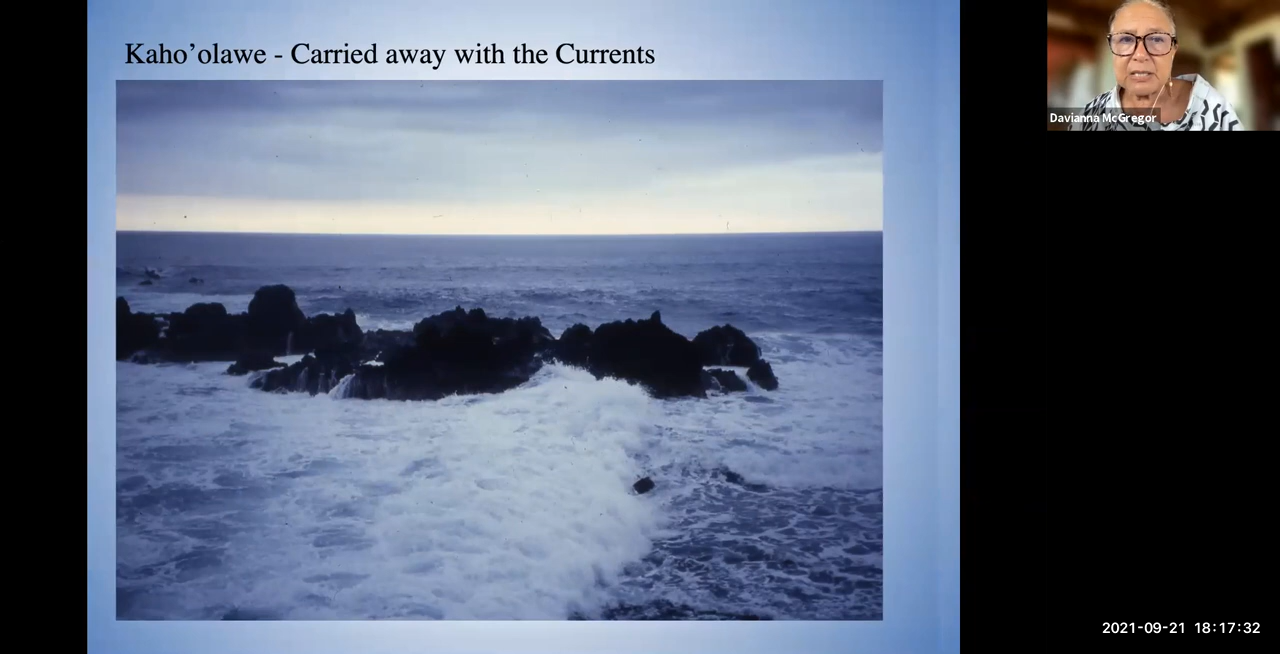 Kaho’olawe - Carried away with the Currents
Davianna McGregor
2021-09-21 18:17:32